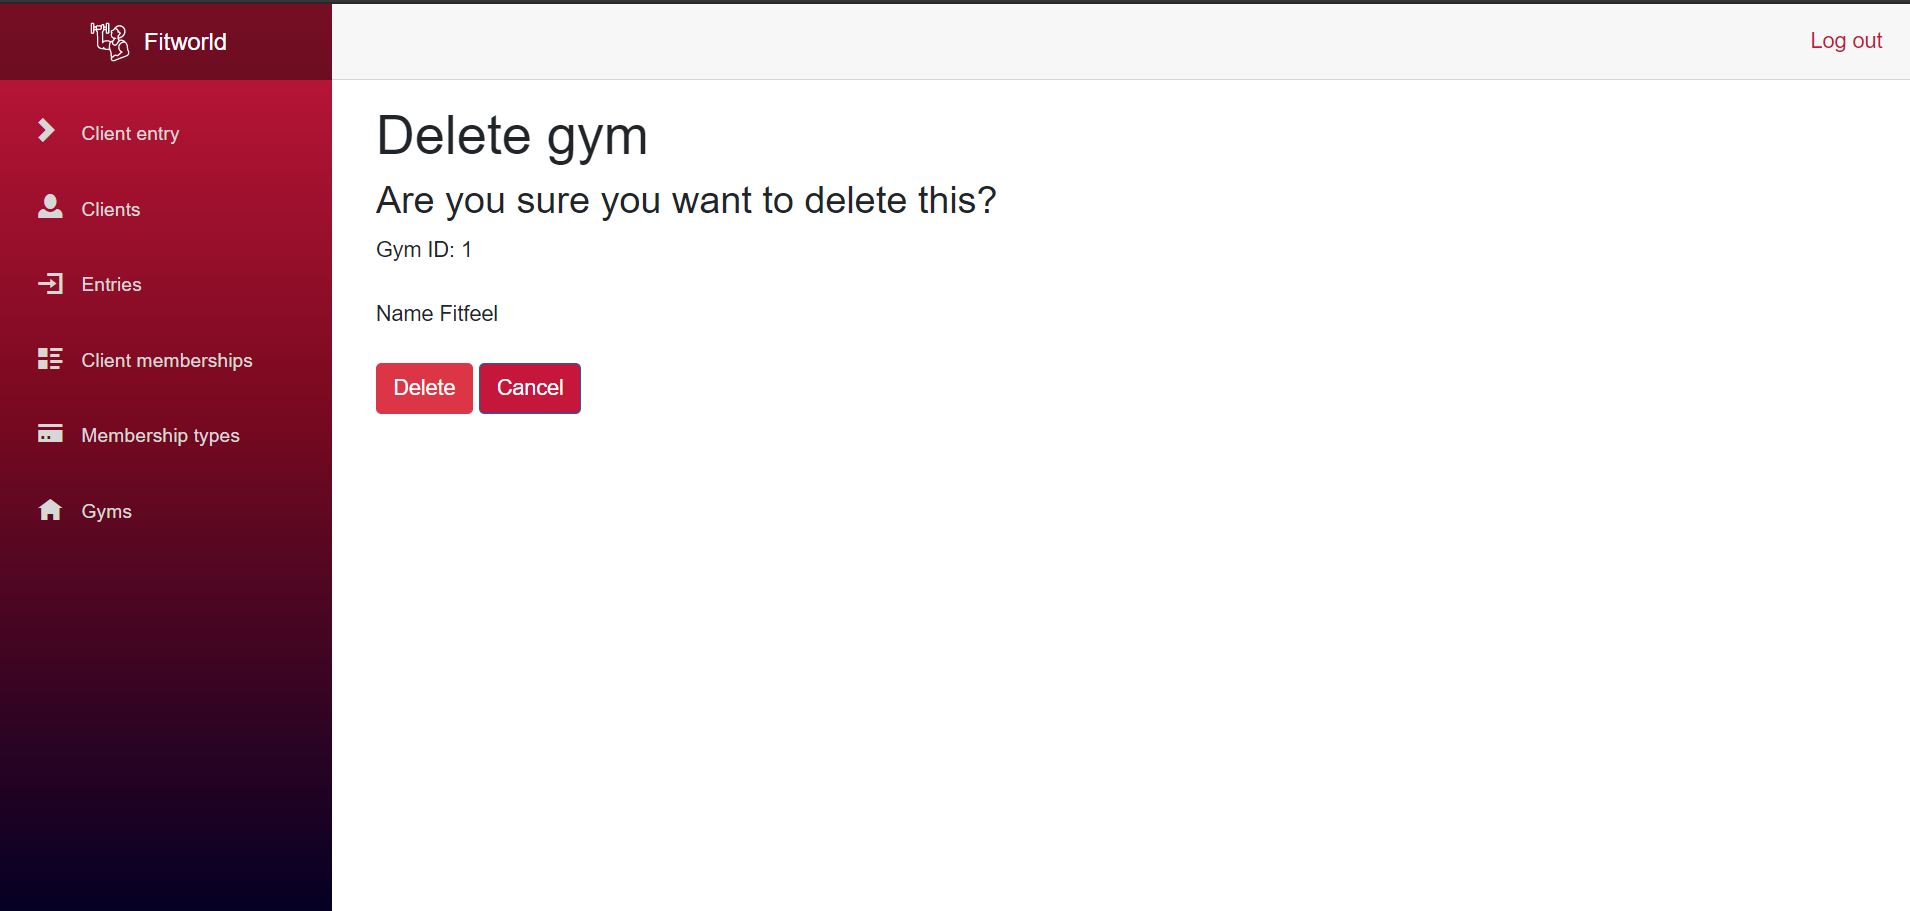 Fitworld
Log out
Client entry
Clients
Entries
Client memberships
Membership types
Gyms
Delete gym
Are you sure you want to delete this?
Gym ID: 1
Name Fitfeel
Delete Cancel